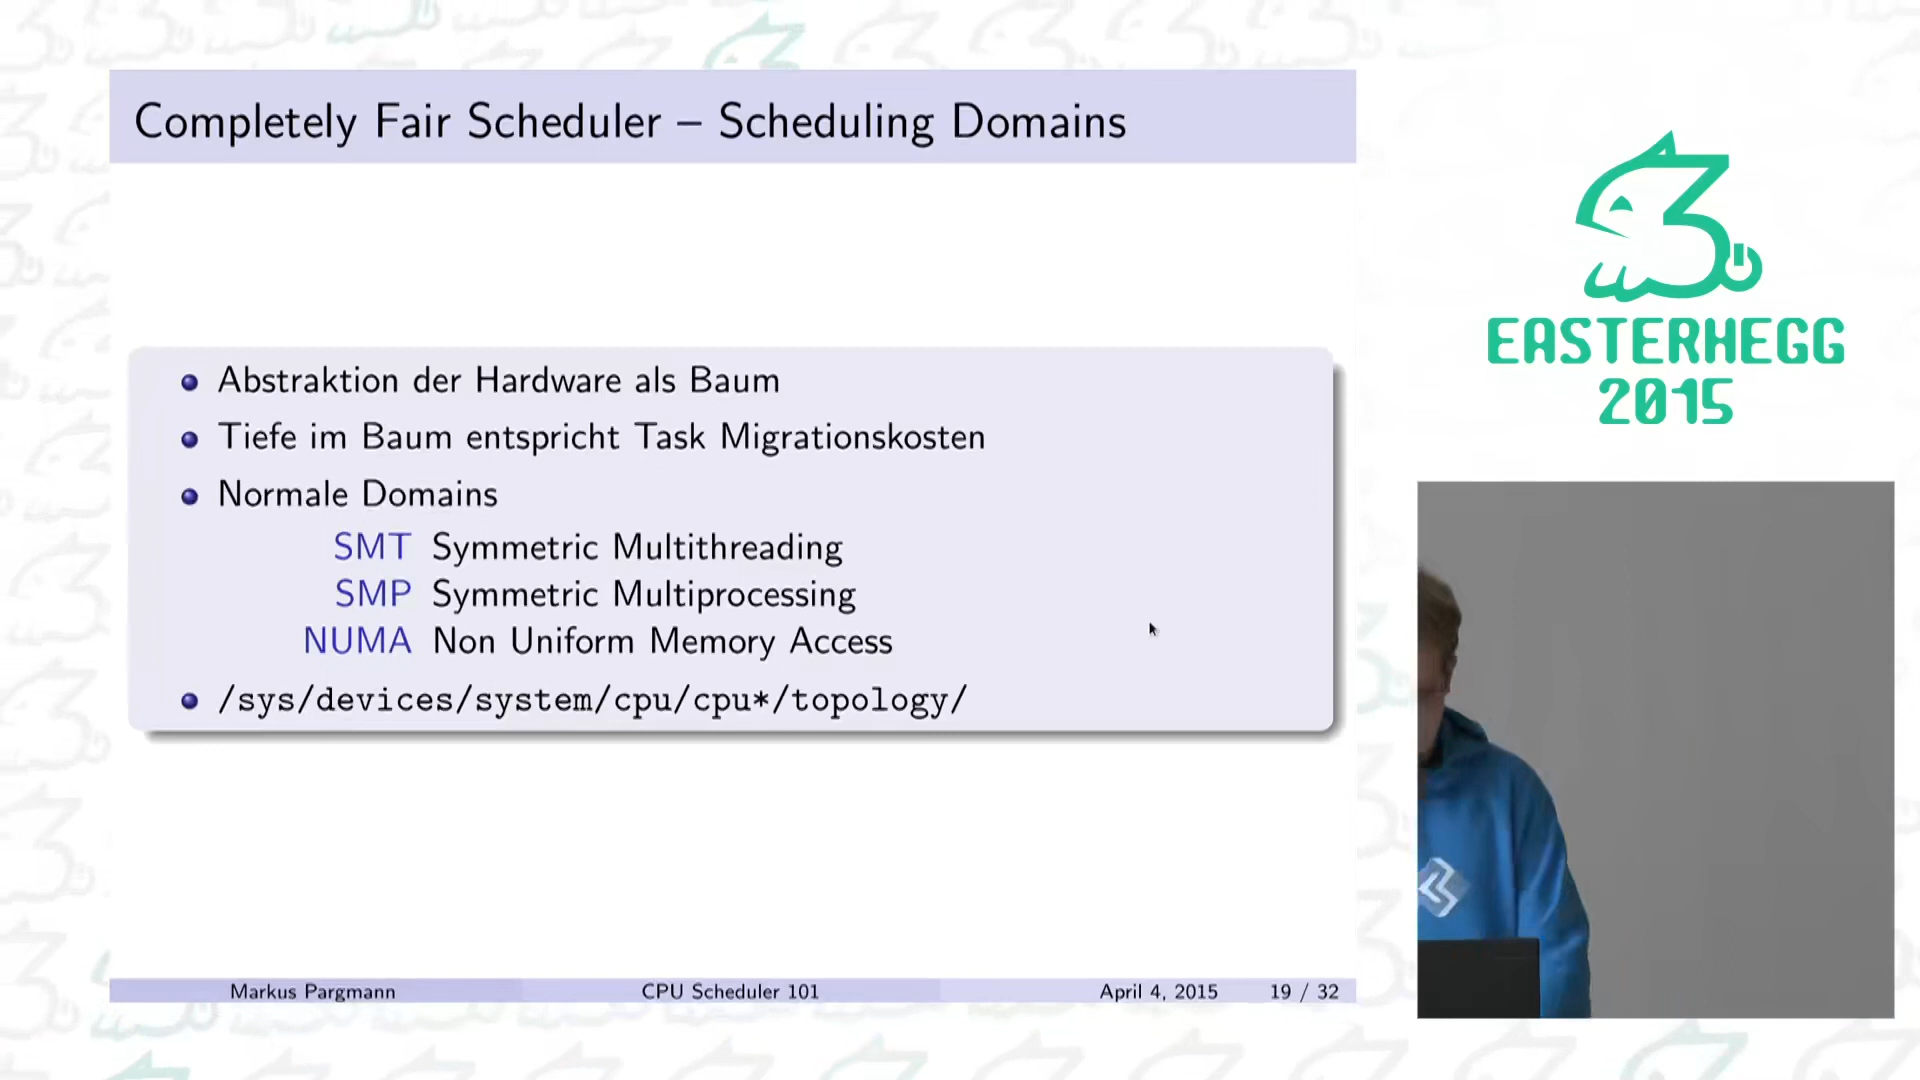 Completely Fair Scheduler – Scheduling Domains
Abstraktion der Hardware als Baum
Tiefe im Baum entspricht Task Migrationskosten
Normale Domains
SMT Symmetric Multithreading
SMP Symmetric Multiprocessing
NUMA Non Uniform Memory Access
/sys/devices/system/cpu/cpu*/topology/
Markus Pargmann CPU Scheduler 101 April 4, 2015 19 / 32
EASTERHEGG
2015